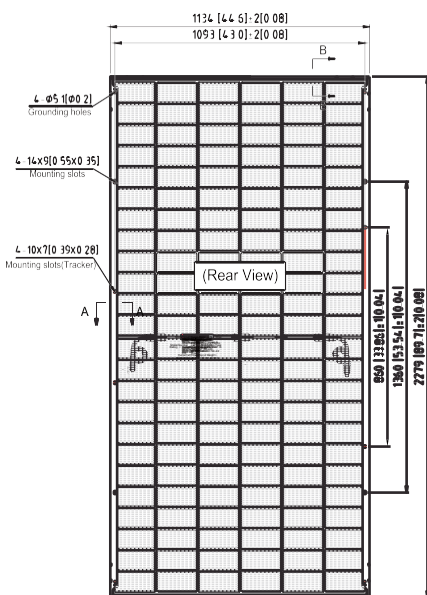 1134 [44 6]±2[0 08]
1093 [43 0]±2[0 08]
B
4-Ø5 1[Ø0 2]
Grounding holes
4-14x9[0 55x0 35]
Mounting slots
4-10x7[0 39x0 28]
Mounting slots(Tracker)
(Rear View)
A
A
860 [33 86]±1[0 04]
1360 [53 54]±1[0 04]
2279 [89 7]±2[0 08]